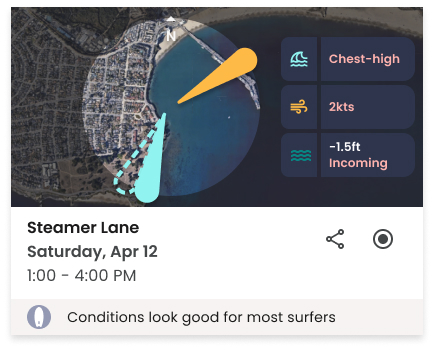 N
Chest-high
2kts
-1.5ft
Incoming
Steamer Lane
Saturday, Apr 12
1:00 - 4:00 PM
Conditions look good for most surfers